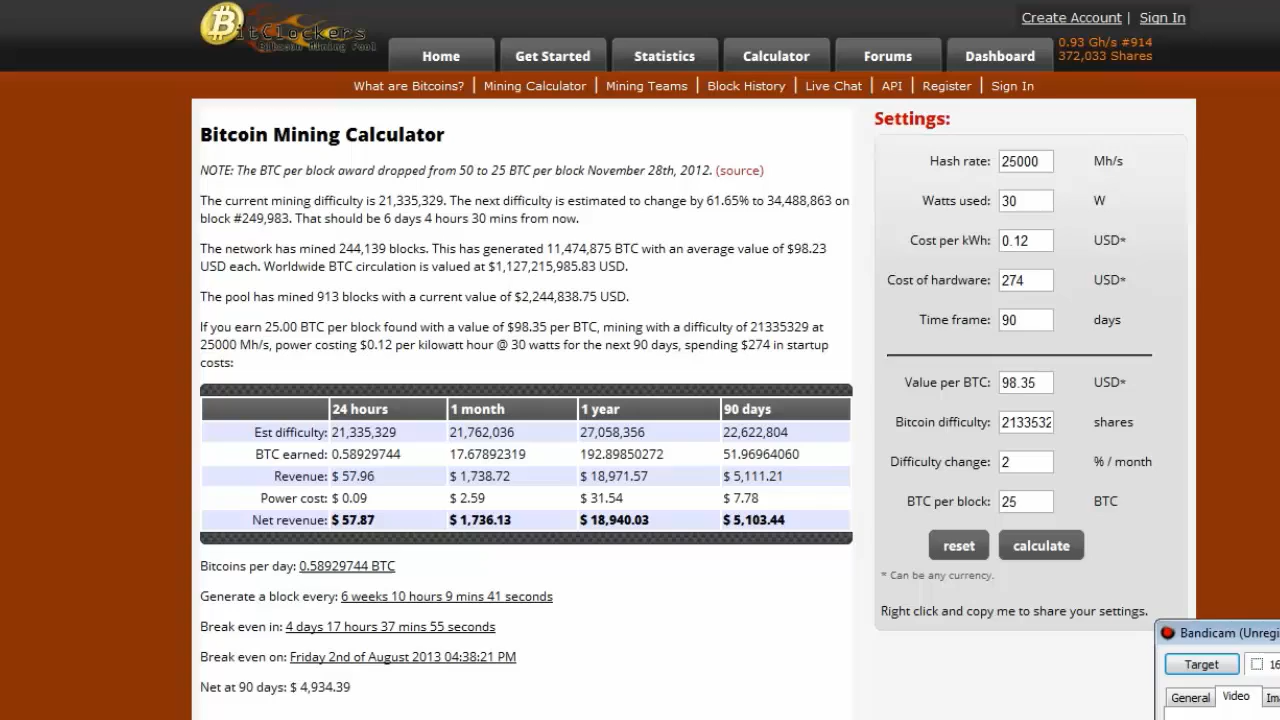 BitClockers
Bitcoin Mining Pool
Create Account | Sign In
0.93 Gh/s #914
372,033 Shares
Home Get Started Statistics Calculator Forums Dashboard
What are Bitcoins? | Mining Calculator | Mining Teams | Block History | Live Chat | API | Register | Sign In
Bitcoin Mining Calculator
NOTE: The BTC per block award dropped from 50 to 25 BTC per block November 28th, 2012. (source)
The current mining difficulty is 21,335,329. The next difficulty is estimated to change by 61.65% to 34,488,863 on
block #249,983. That should be 6 days 4 hours 30 mins from now.
The network has mined 244,139 blocks. This has generated 11,474,875 BTC with an average value of $98.23
USD each. Worldwide BTC circulation is valued at $1,127,215,985.83 USD.
The pool has mined 913 blocks with a current value of $2,244,838.75 USD.
If you earn 25.00 BTC per block found with a value of $98.35 per BTC, mining with a difficulty of 21335329 at
25000 Mh/s, power costing $0.12 per kilowatt hour @ 30 watts for the next 90 days, spending $274 in startup
costs:
24 hours 1 month 1 year 90 days
Est difficulty: 21,335,329 21,762,036 27,058,356 22,622,804
BTC earned: 0.58929744 17.67892319 192.89850272 51.96964060
Revenue: $ 57.96 $ 1,738.72 $ 18,971.57 $ 5,111.21
Power cost: $ 0.09 $ 2.59 $ 31.54 $ 7.78
Net revenue: $ 57.87 $ 1,736.13 $ 18,940.03 $ 5,103.44
Bitcoins per day: 0.58929744 BTC
Generate a block every: 6 weeks 10 hours 9 mins 41 seconds
Break even in: 4 days 17 hours 37 mins 55 seconds
Break even on: Friday 2nd of August 2013 04:38:21 PM
Net at 90 days: $ 4,934.39
Settings:
Hash rate: 25000 Mh/s
Watts used: 30 W
Cost per kWh: 0.12 USD*
Cost of hardware: 274 USD*
Time frame: 90 days
Value per BTC: 98.35 USD*
Bitcoin difficulty: 2133532 shares
Difficulty change: 2 % / month
BTC per block: 25 BTC
reset calculate
* Can be any currency.
Right click and copy me to share your settings.
Bandicam (Unregi
Target 16
General Video Im